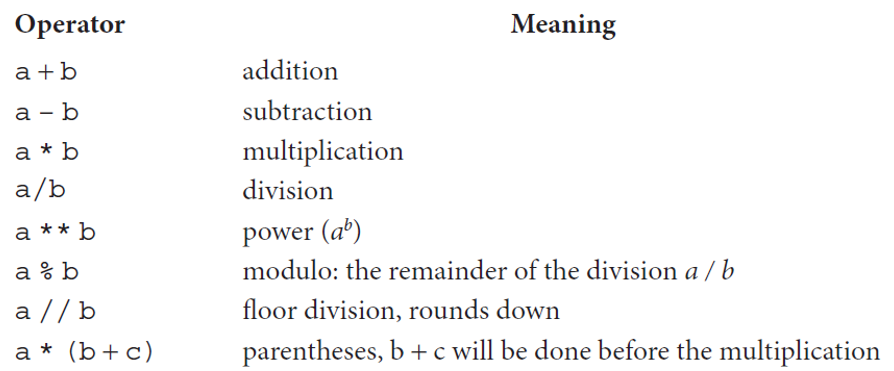 Operator Meaning
a + b addition
a – b subtraction
a * b multiplication
a/b division
a ** b power (aᵇ)
a % b modulo: the remainder of the division a / b
a // b floor division, rounds down
a * (b + c) parentheses, b + c will be done before the multiplication